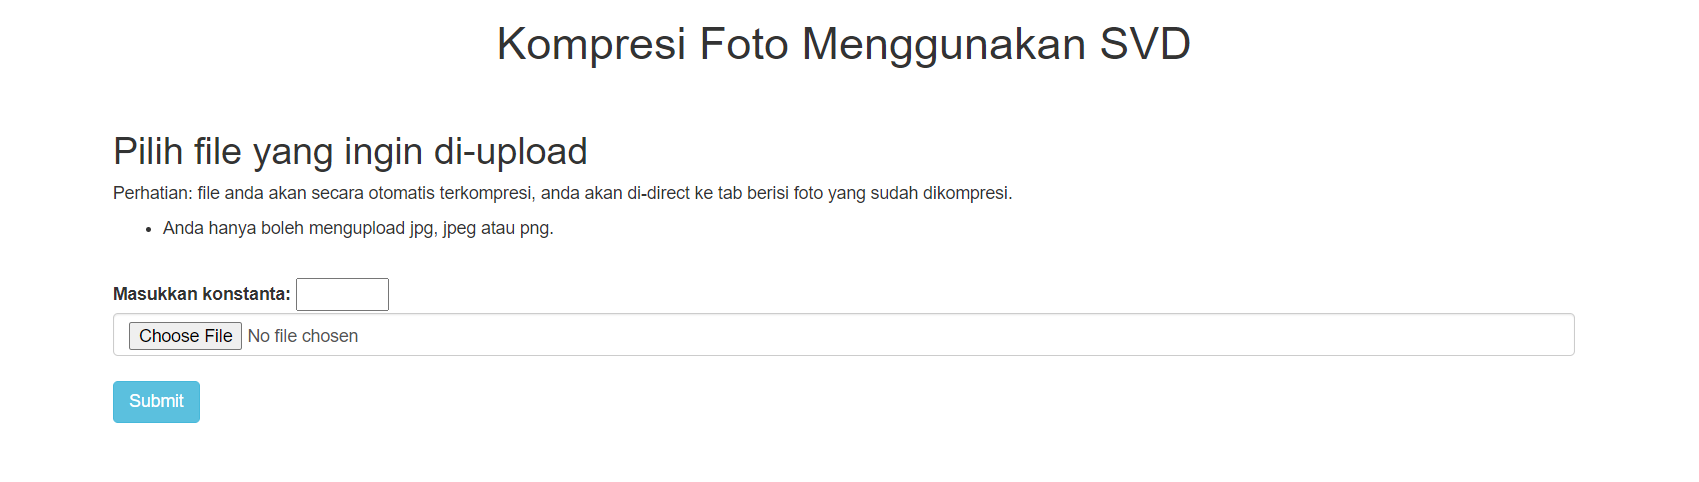 Kompresi Foto Menggunakan SVD
Pilih file yang ingin di-upload
Perhatian: file anda akan secara otomatis terkompresi, anda akan di-direct ke tab berisi foto yang sudah dikompresi.
• Anda hanya boleh mengupload jpg, jpeg atau png.
Masukkan konstanta:
Choose File No file chosen
Submit